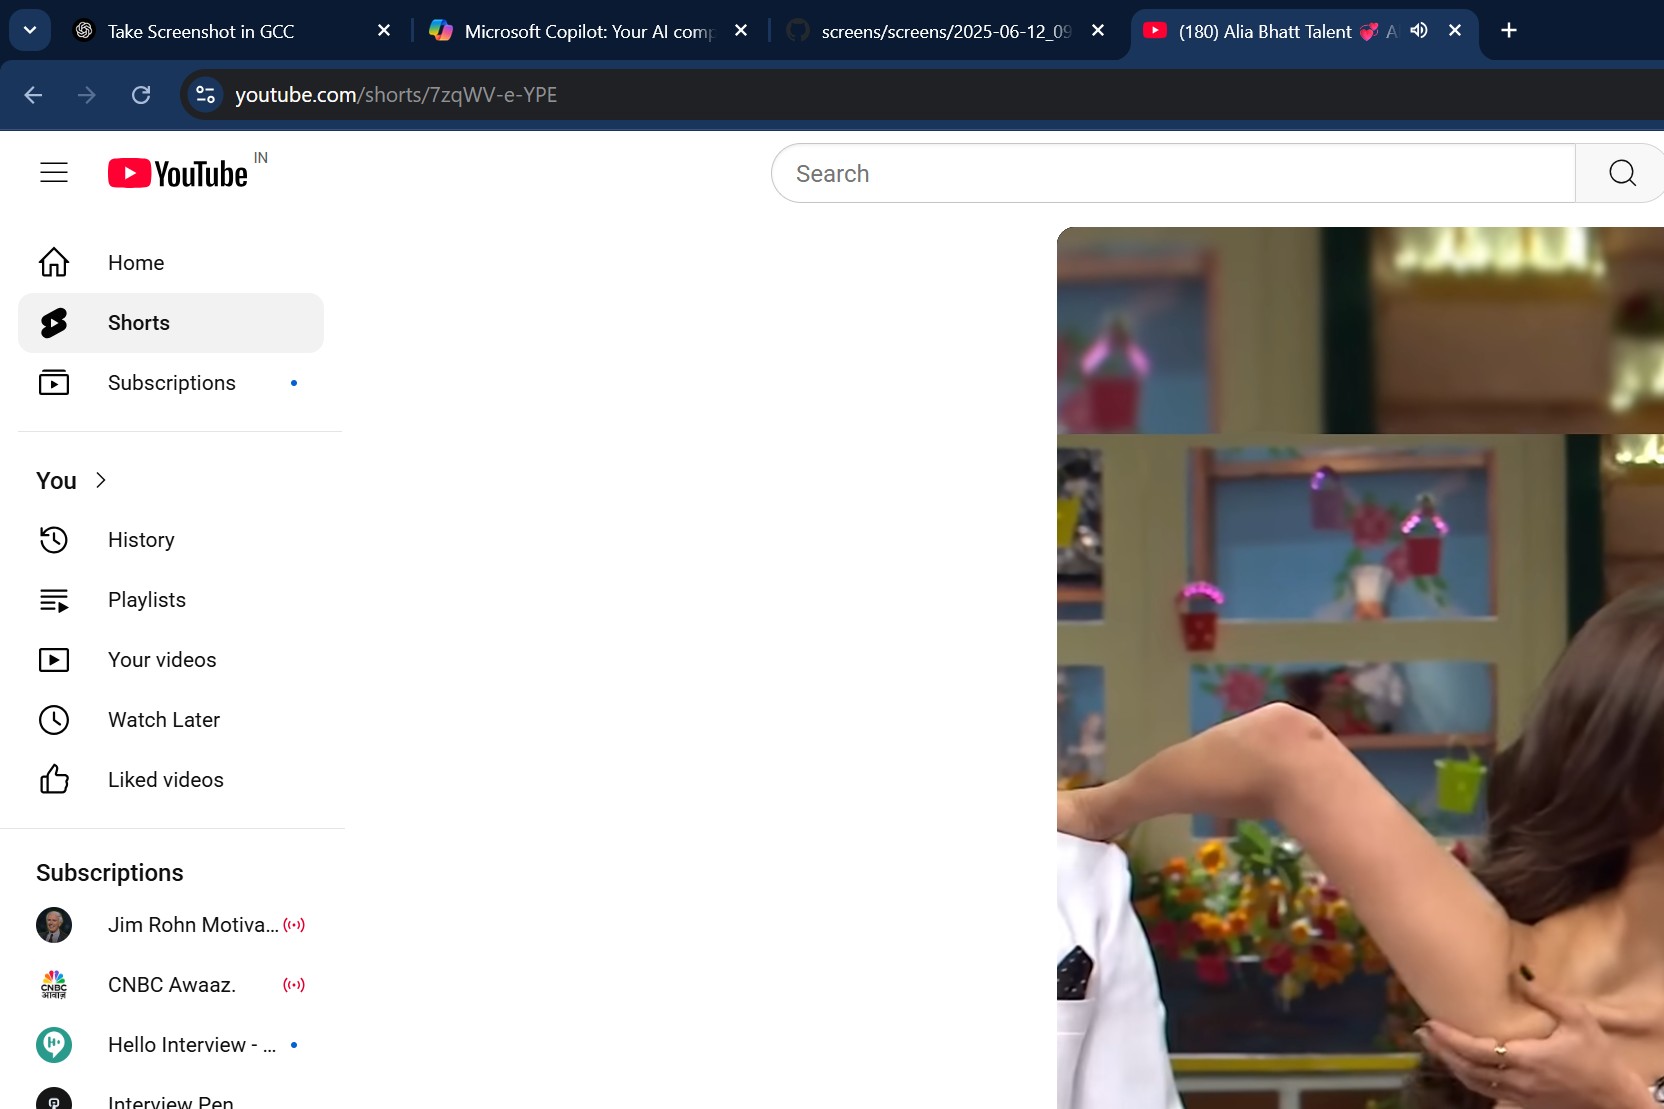 Take Screenshot in GCC
Microsoft Copilot: Your AI comp
screens/screens/2025-06-12_09
(180) Alia Bhatt Talent 💞 A
youtube.com/shorts/7zqWV-e-YPE
YouTube IN
Search
Home
Shorts
Subscriptions
You
History
Playlists
Your videos
Watch Later
Liked videos
Subscriptions
Jim Rohn Motiva...
CNBC
आवाज़
CNBC Awaaz.
Hello Interview - ...
Interview Pen